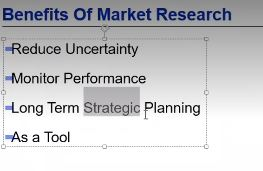 Benefits Of Market Research
Reduce Uncertainty
Monitor Performance
Long Term Strategic Planning
As a Tool